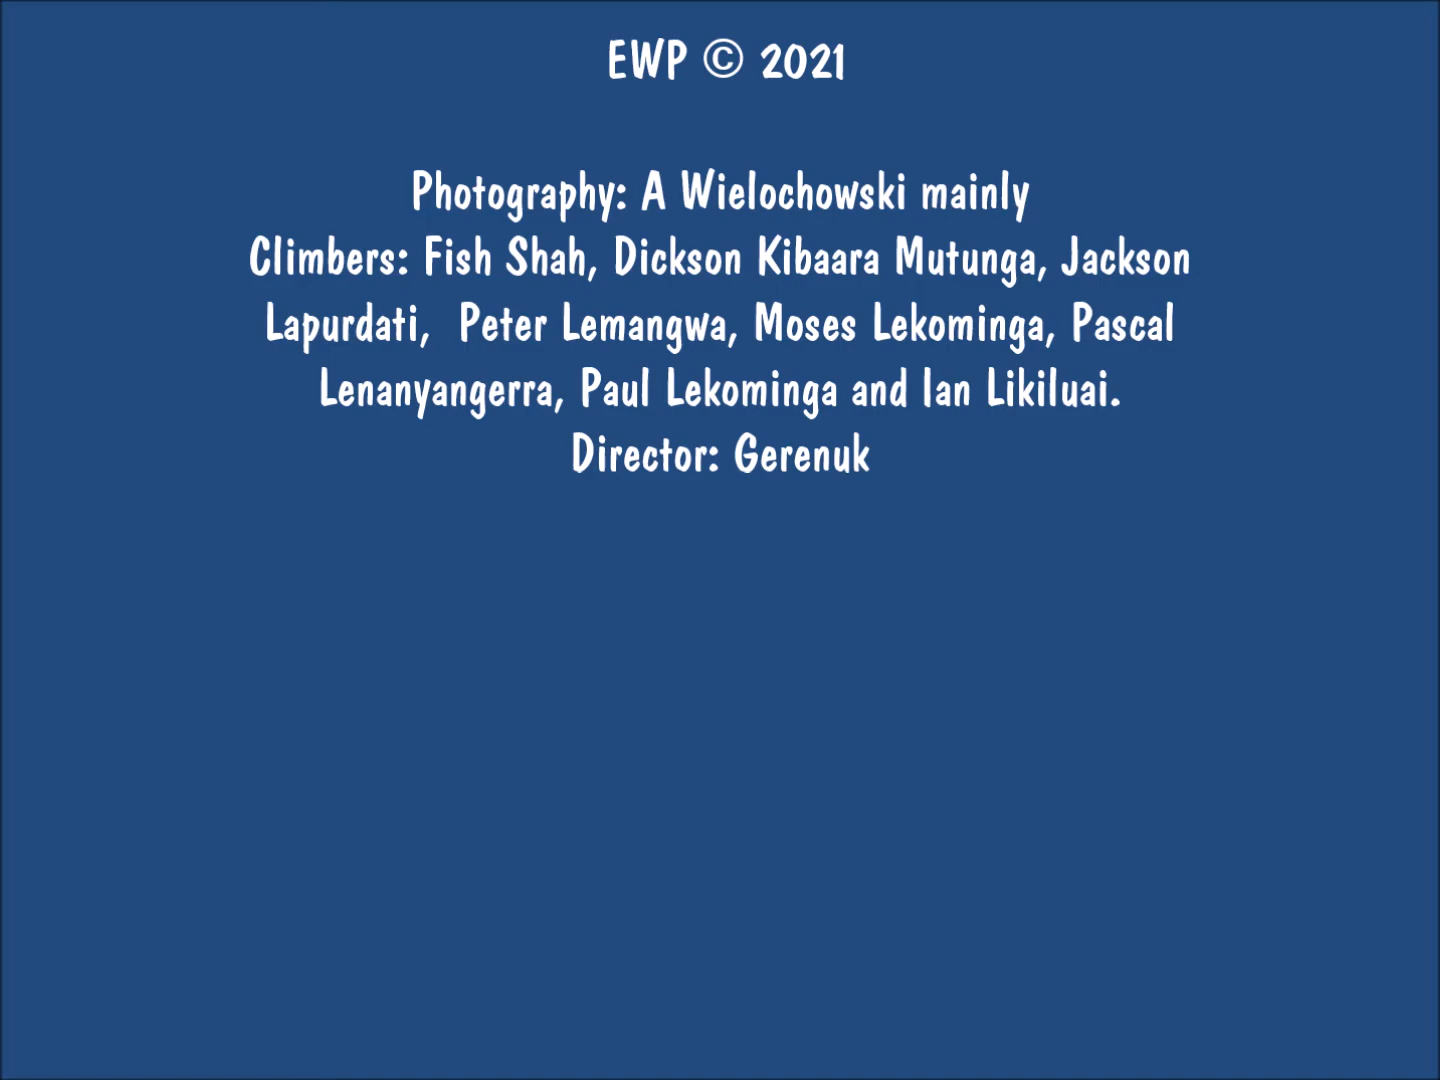 EWP © 2021
Photography: A Wielochowski mainly
Climbers: Fish Shah, Dickson Kibaara Mutunga, Jackson
Lapurdati,  Peter Lemangwa, Moses Lekominga, Pascal
Lenanyangerra, Paul Lekominga and Ian Likiluai.
Director: Gerenuk